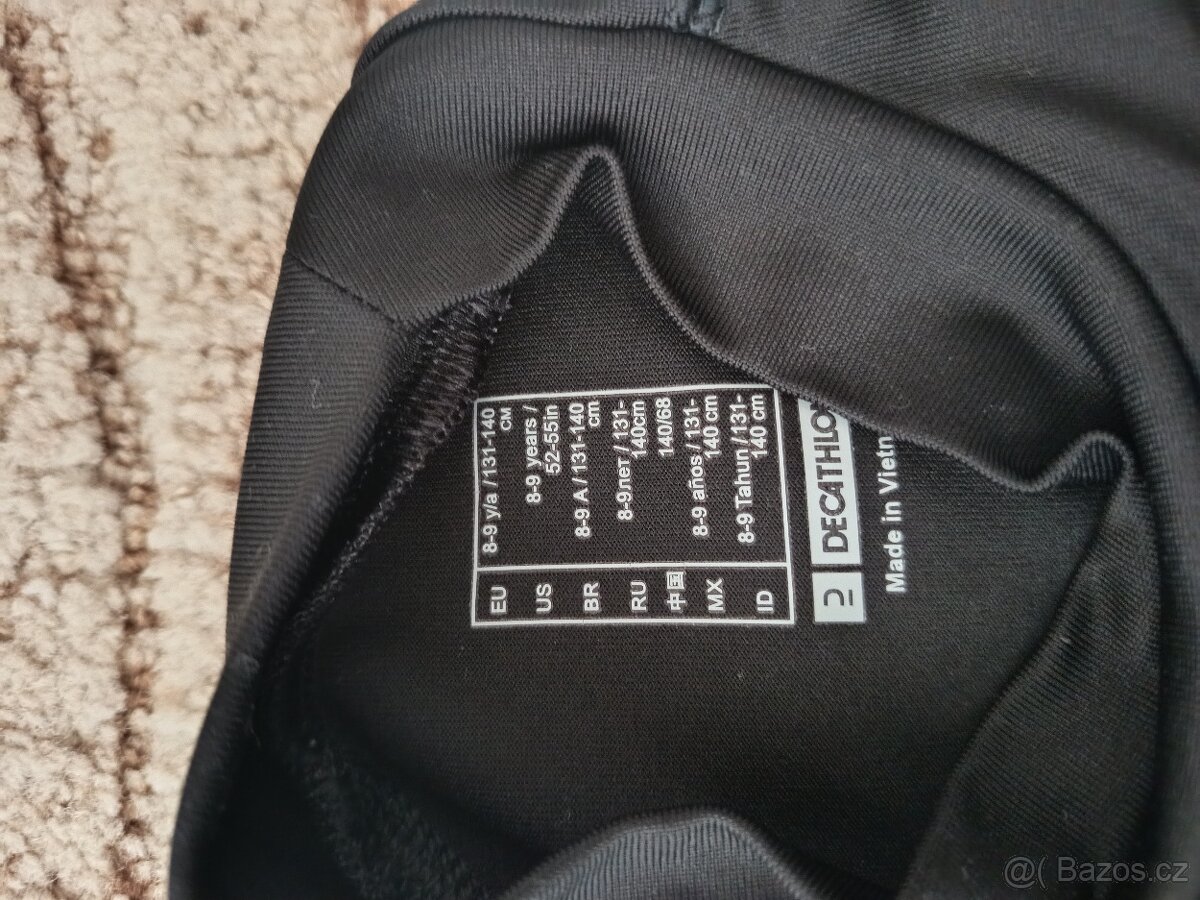 EU 8-9 y/a / 131-140
CM
US 8-9 years /
52-55in
BR 8-9 A / 131-140
cm
RU 8-9лет / 131-
140cm
中国 140/68
MX 8-9 años / 131-
140 cm
ID 8-9 Tahun / 131-
140 cm
DECATHLO
Made in Vietn
@( Bazos.cz